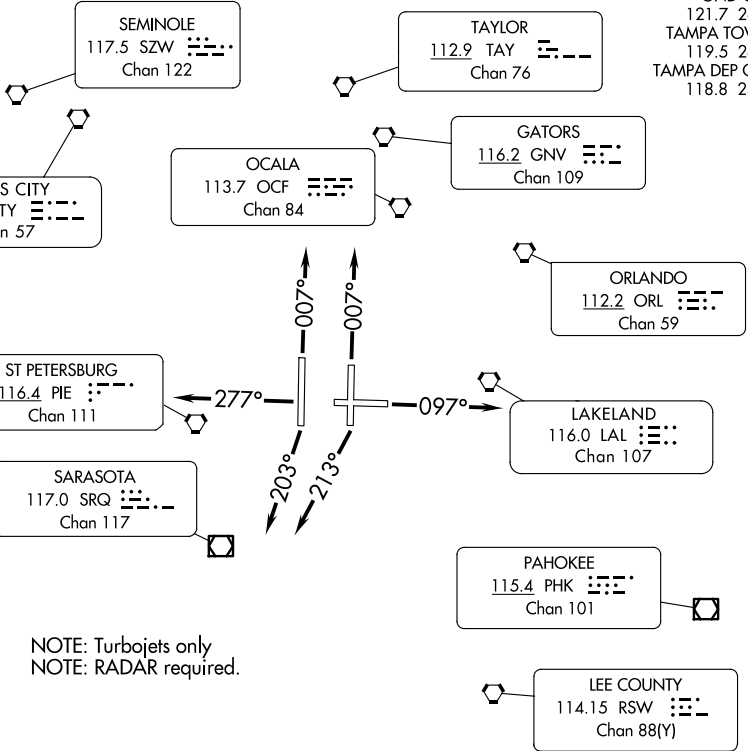 SEMINOLE
117.5 SZW
Chan 122
TAYLOR
112.9 TAY
Chan 76
121.7
TAMPA
119.5
TAMPA DEP
118.8
GATORS
116.2 GNV
Chan 109
OCALA
113.7 OCF
Chan 84
CITY
57
ORLANDO
112.2 ORL
Chan 59
007°
007°
ST PETERSBURG
116.4 PIE
Chan 111
277°
097°
LAKELAND
116.0 LAL
Chan 107
203°
213°
SARASOTA
117.0 SRQ
Chan 117
PAHOKEE
115.4 PHK
Chan 101
NOTE: Turbojets only
NOTE: RADAR required.
LEE COUNTY
114.15 RSW
Chan 88(Y)